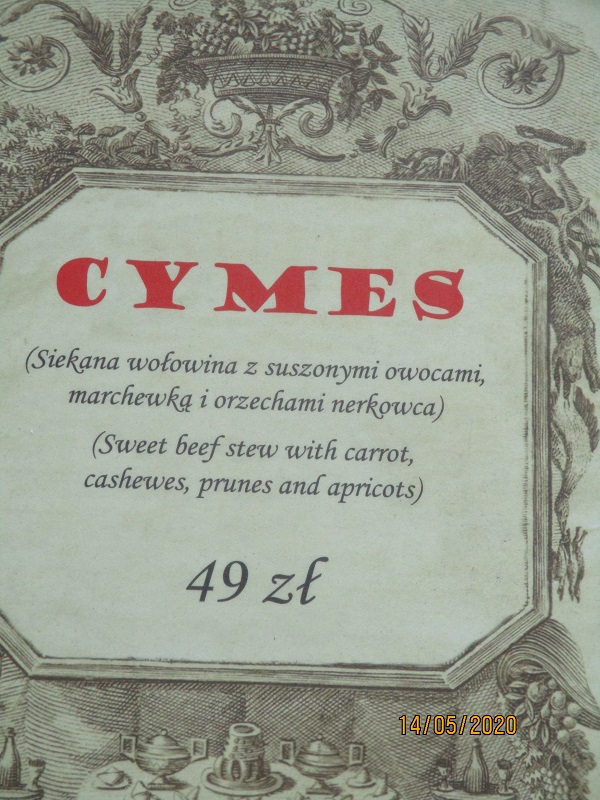 CYMES
(Siekana wołowina z suszonymi owocami,
marchewką i orzechami nerkowca)
(Sweet beef stew with carrot,
cashewes, prunes and apricots)
49 zł
14/05/2020